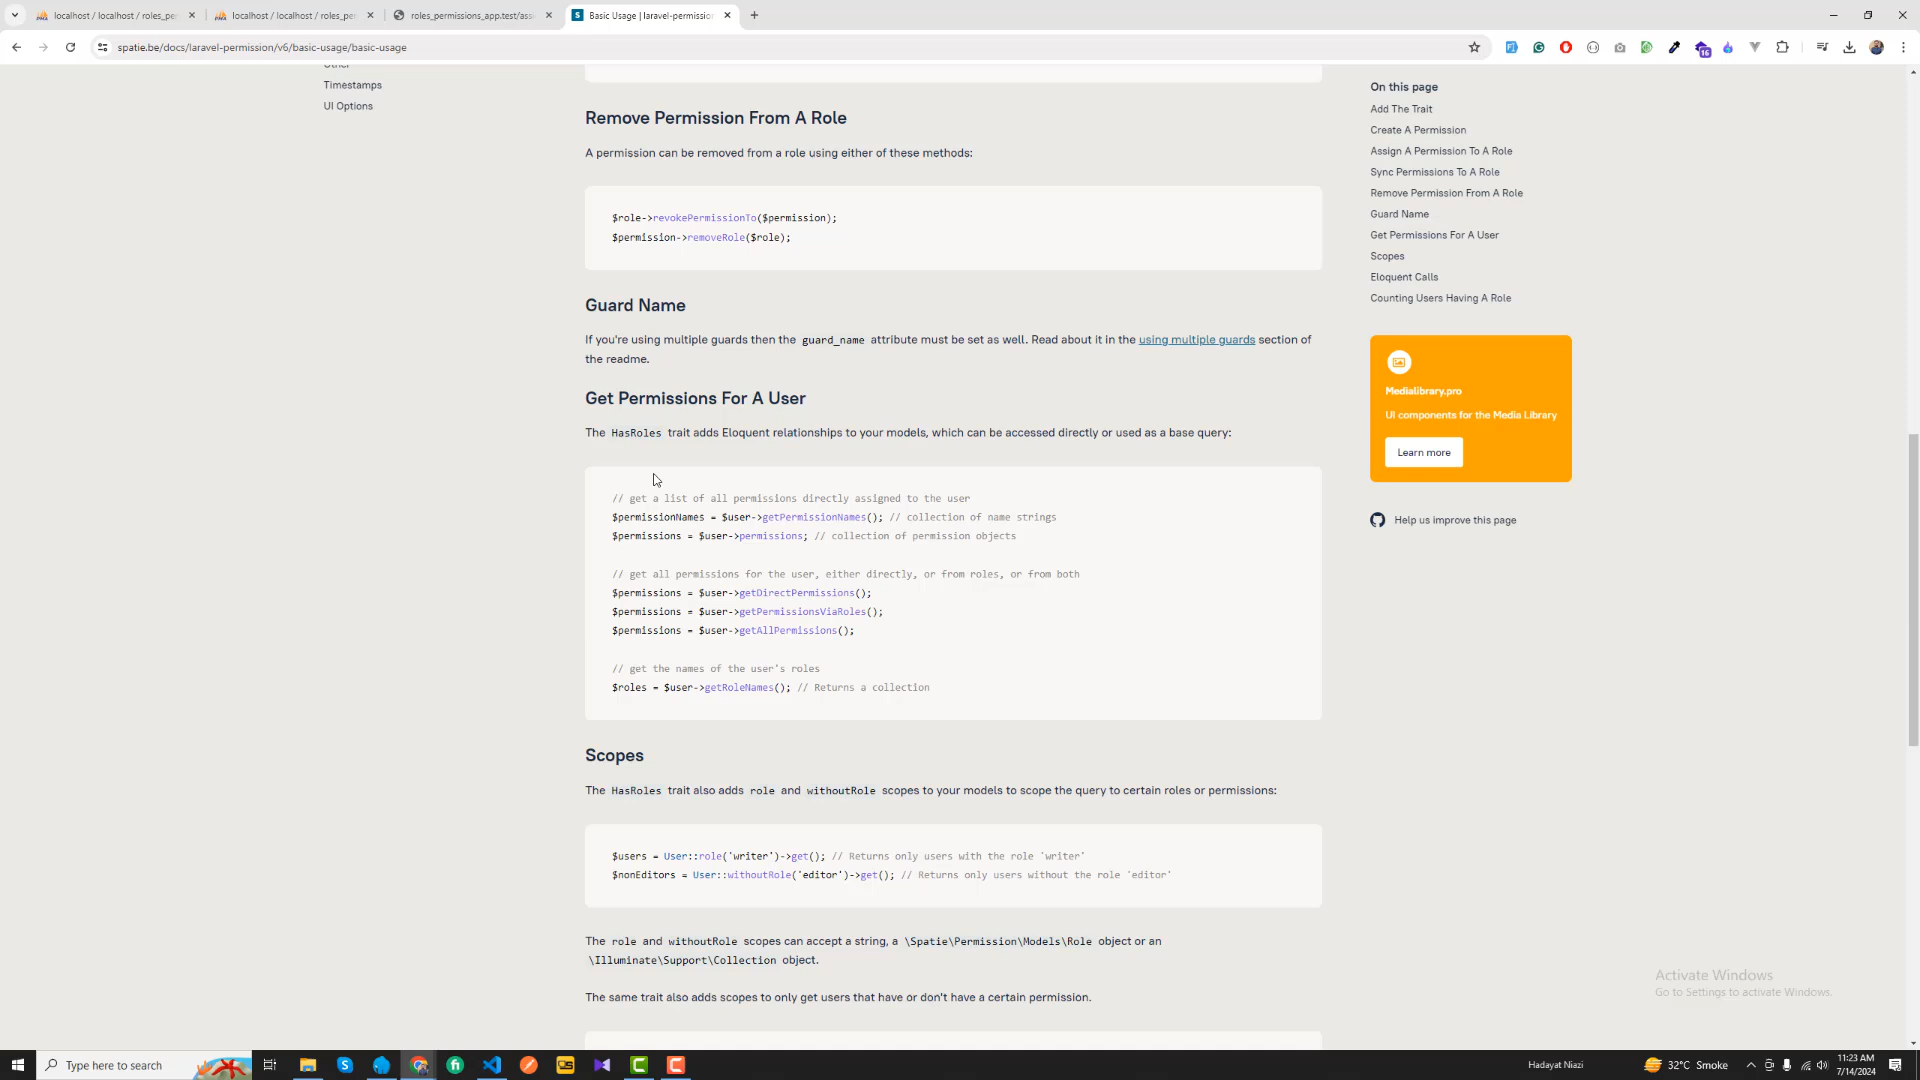 localhost / localhost / roles_pe
localhost / localhost / roles_pe
roles_permissions_app.test/ass
Basic Usage | laravel-permission
spatie.be/docs/laravel-permission/v6/basic-usage/basic-usage
16
Other
Timestamps
UI Options
Remove Permission From A Role
A permission can be removed from a role using either of these methods:
$role->revokePermissionTo($permission);
$permission->removeRole($role);
Guard Name
If you're using multiple guards then the guard_name attribute must be set as well. Read about it in the using multiple guards section of
the readme.
Get Permissions For A User
The HasRoles trait adds Eloquent relationships to your models, which can be accessed directly or used as a base query:
// get a list of all permissions directly assigned to the user
$permissionNames = $user->getPermissionNames(); // collection of name strings
$permissions = $user->permissions; // collection of permission objects
// get all permissions for the user, either directly, or from roles, or from both
$permissions = $user->getDirectPermissions();
$permissions = $user->getPermissionsViaRoles();
$permissions = $user->getAllPermissions();
// get the names of the user's roles
$roles = $user->getRoleNames(); // Returns a collection
Scopes
The HasRoles trait also adds role and withoutRole scopes to your models to scope the query to certain roles or permissions:
$users = User::role('writer')->get(); // Returns only users with the role 'writer'
$nonEditors = User::withoutRole('editor')->get(); // Returns only users without the role 'editor'
The role and withoutRole scopes can accept a string, a \Spatie\Permission\Models\Role object or an
\Illuminate\Support\Collection object.
The same trait also adds scopes to only get users that have or don't have a certain permission.
On this page
Add The Trait
Create A Permission
Assign A Permission To A Role
Sync Permissions To A Role
Remove Permission From A Role
Guard Name
Get Permissions For A User
Scopes
Eloquent Calls
Counting Users Having A Role
Medialibrary.pro
UI components for the Media Library
Learn more
Help us improve this page
Activate Windows
Go to Settings to activate Windows.
Type here to search
Hadayat Niazi
32°C Smoke
11:23 AM
7/14/2024